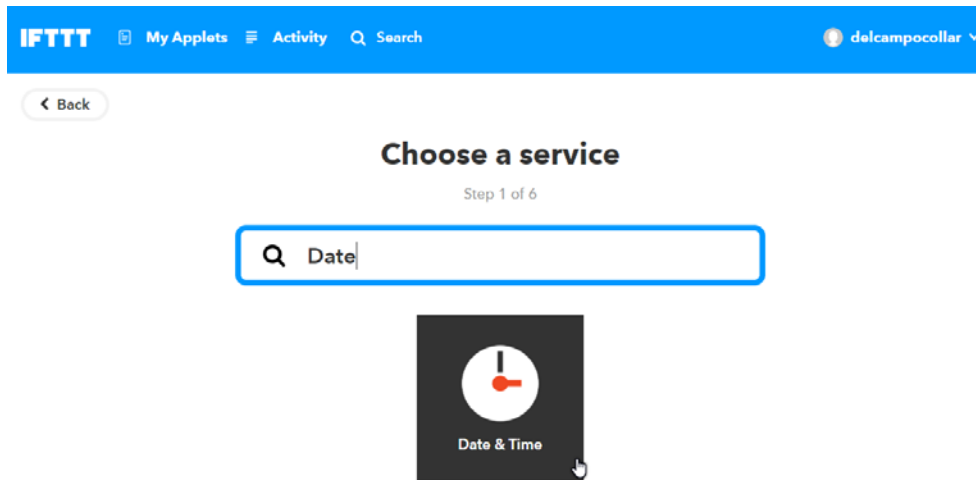 IFTTT My Applets Activity Search delcampocollar
Back
Choose a service
Step 1 of 6
Date
Date & Time